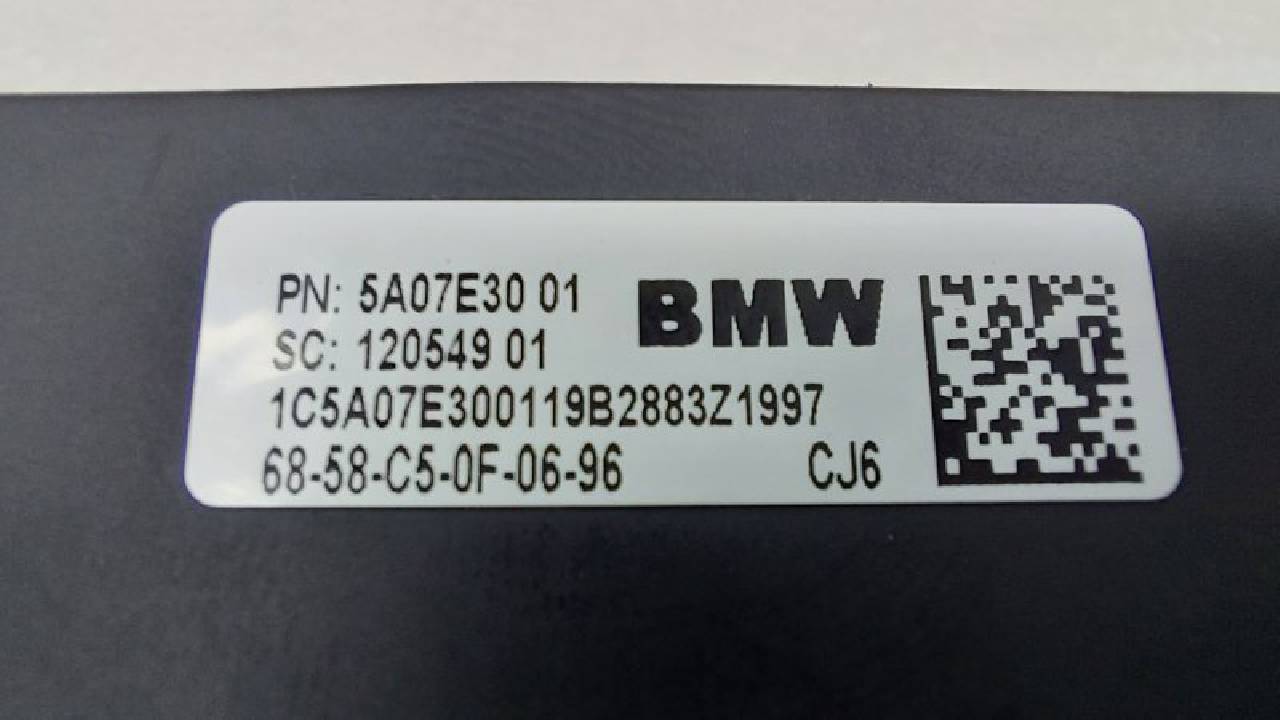 PN: 5A07E30 01
BMW
SC: 120549 01
1C5A07E300119B2883Z1997
68-58-C5-0F-06-96 CJ6